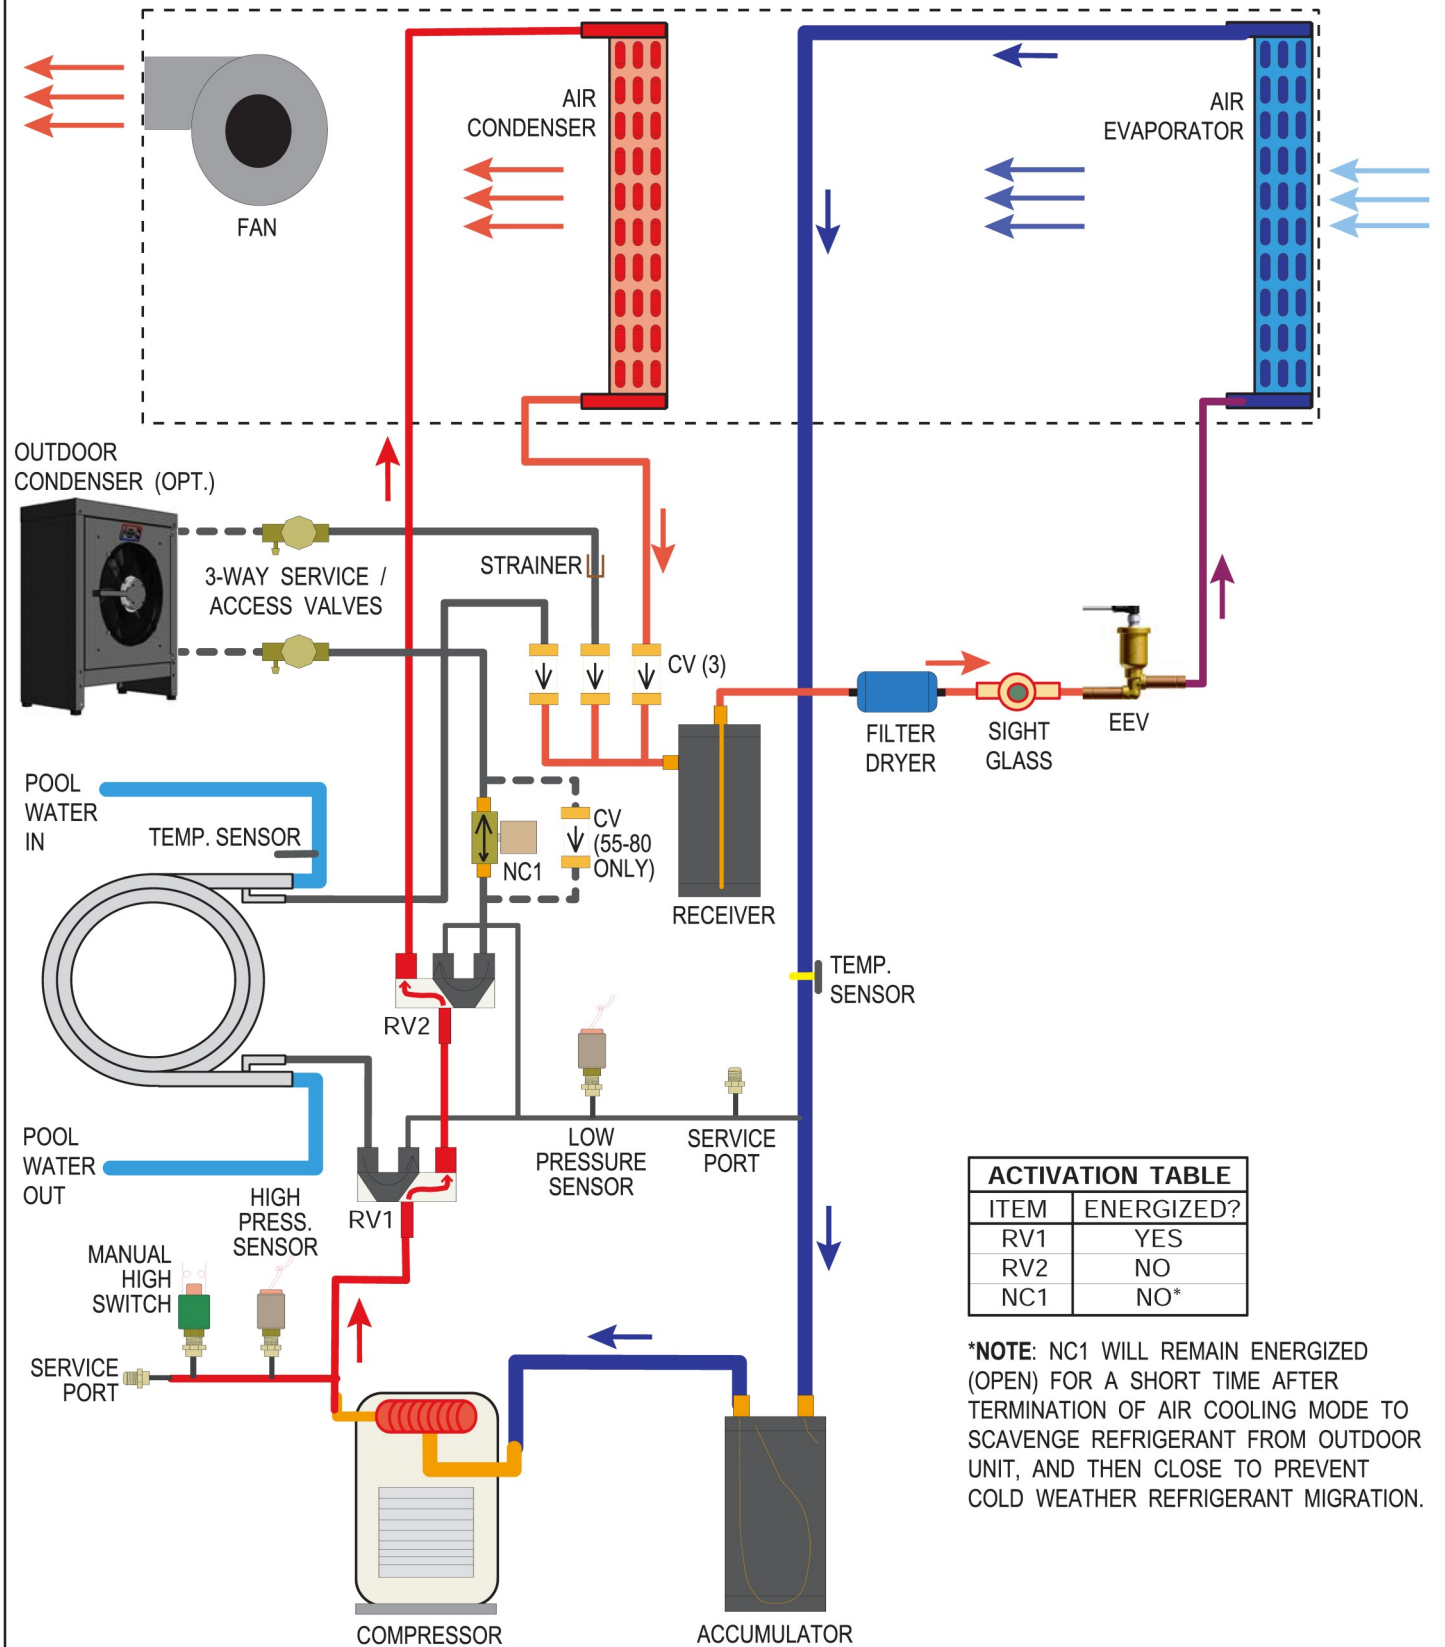 AIR
CONDENSER
AIR
EVAPORATOR
FAN
OUTDOOR
CONDENSER (OPT.)
3-WAY SERVICE /
ACCESS VALVES
STRAINER
CV (3)
FILTER
DRYER
SIGHT
GLASS
EEV
POOL
WATER
IN
TEMP. SENSOR
NC1
CV
(55-80
ONLY)
RECEIVER
TEMP.
SENSOR
RV2
POOL
WATER
OUT
LOW
PRESSURE
SENSOR
SERVICE
PORT
RV1
HIGH
PRESS.
SENSOR
MANUAL
HIGH
SWITCH
SERVICE
PORT
COMPRESSOR
ACCUMULATOR
ACTIVATION TABLE
ITEM ENERGIZED?
RV1 YES
RV2 NO
NC1 NO*
*NOTE: NC1 WILL REMAIN ENERGIZED
(OPEN) FOR A SHORT TIME AFTER
TERMINATION OF AIR COOLING MODE TO
SCAVENGE REFRIGERANT FROM OUTDOOR
UNIT, AND THEN CLOSE TO PREVENT
COLD WEATHER REFRIGERANT MIGRATION.